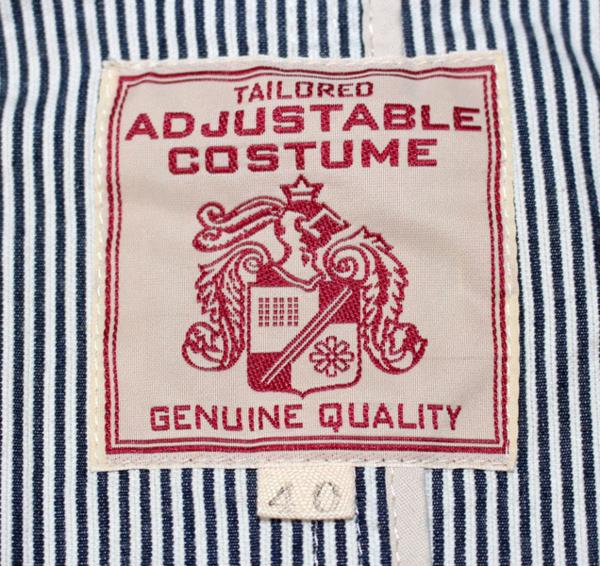 TAILORED
ADJUSTABLE
COSTUME
GENUINE QUALITY
40